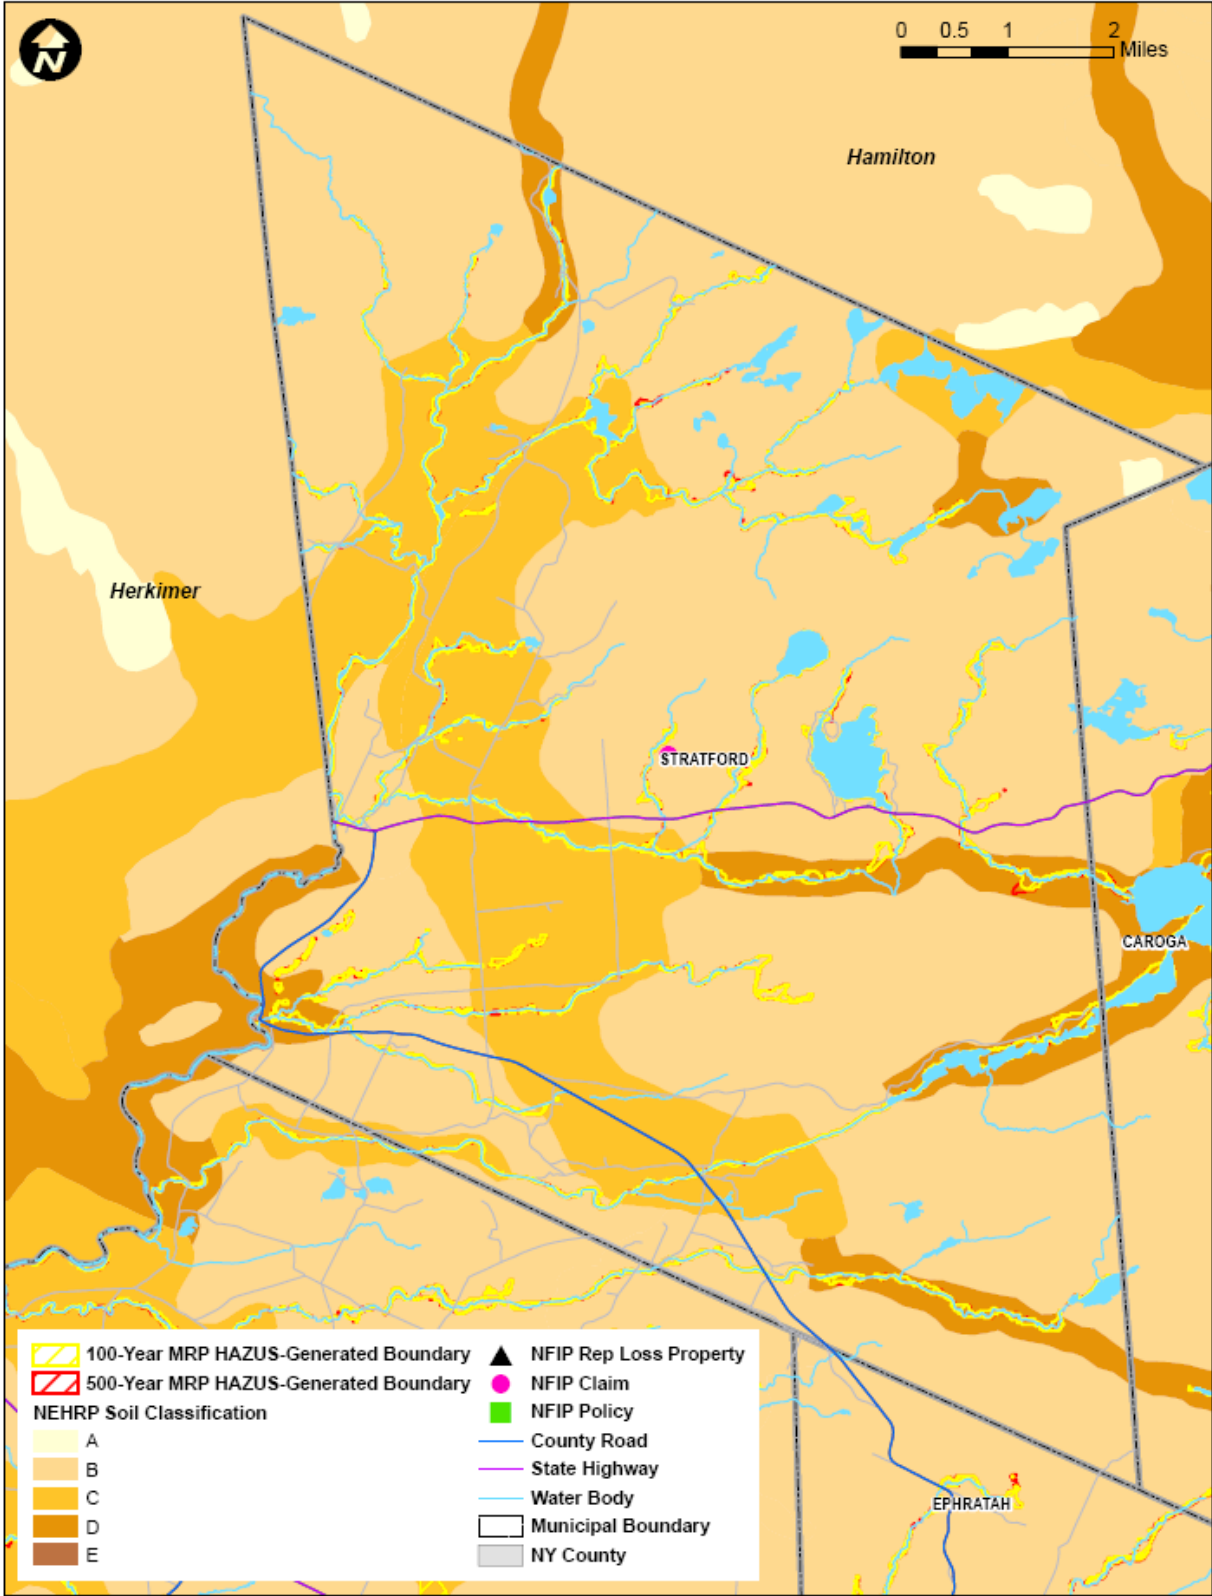 N
0 0.5 1 2
Miles
Hamilton
Herkimer
STRATFORD
CAROGA
EPHRATAH
100-Year MRP HAZUS-Generated Boundary
500-Year MRP HAZUS-Generated Boundary
NEHRP Soil Classification
A
B
C
D
E
NFIP Rep Loss Property
NFIP Claim
NFIP Policy
County Road
State Highway
Water Body
Municipal Boundary
NY County